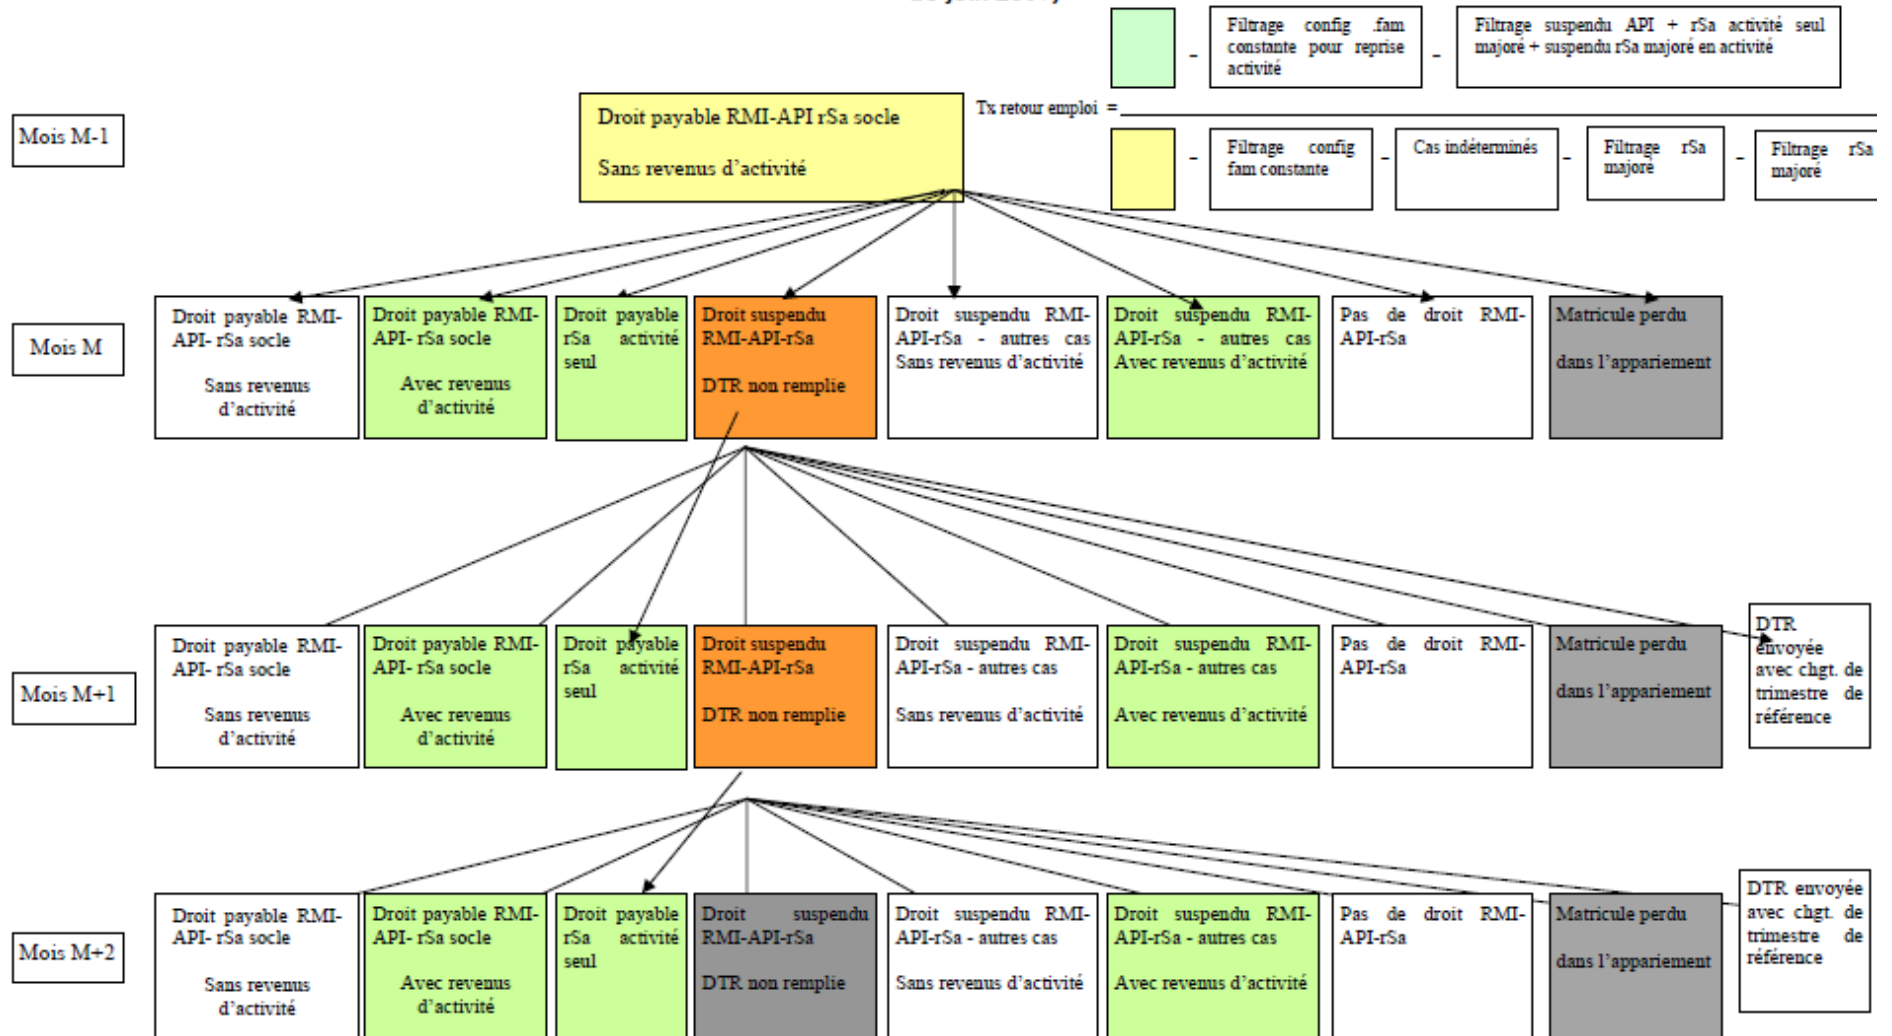 Filtrage config .fam
constante pour reprise
activité
-
-
Filtrage suspendu API + rSa activité seul
majoré + suspendu rSa majoré en activité
Tx retour emploi =
-
Filtrage config
fam constante
-
Cas indéterminés
-
Filtrage rSa
majoré
-
Filtrage rSa
majoré
Mois M-1
Droit payable RMI-API rSa socle
Sans revenus d'activité
Mois M
Droit payable RMI-
API- rSa socle
Sans revenus
d'activité
Droit payable RMI-
API- rSa socle
Avec revenus
d'activité
Droit payable
rSa activité
seul
Droit suspendu
RMI-API-rSa
DTR non remplie
Droit suspendu RMI-
API-rSa - autres cas
Sans revenus d'activité
Droit suspendu RMI-
API-rSa - autres cas
Avec revenus d'activité
Pas de droit RMI-
API-rSa
Matricule perdu
dans l'appariement
Mois M+1
Droit payable RMI-
API- rSa socle
Sans revenus
d'activité
Droit payable RMI-
API- rSa socle
Avec revenus
d'activité
Droit payable
rSa activité
seul
Droit suspendu
RMI-API-rSa
DTR non remplie
Droit suspendu RMI-
API-rSa - autres cas
Sans revenus d'activité
Droit suspendu RMI-
API-rSa - autres cas
Avec revenus d'activité
Pas de droit RMI-
API-rSa
Matricule perdu
dans l'appariement
DTR
envoyée
avec chgt. de
trimestre de
référence
Mois M+2
Droit payable RMI-
API- rSa socle
Sans revenus
d'activité
Droit payable RMI-
API- rSa socle
Avec revenus
d'activité
Droit payable
rSa activité
seul
Droit suspendu
RMI-API-rSa
DTR non remplie
Droit suspendu RMI-
API-rSa - autres cas
Sans revenus d'activité
Droit suspendu RMI-
API-rSa - autres cas
Avec revenus d'activité
Pas de droit RMI-
API-rSa
Matricule perdu
dans l'appariement
DTR envoyée
avec chgt. de
trimestre de
référence